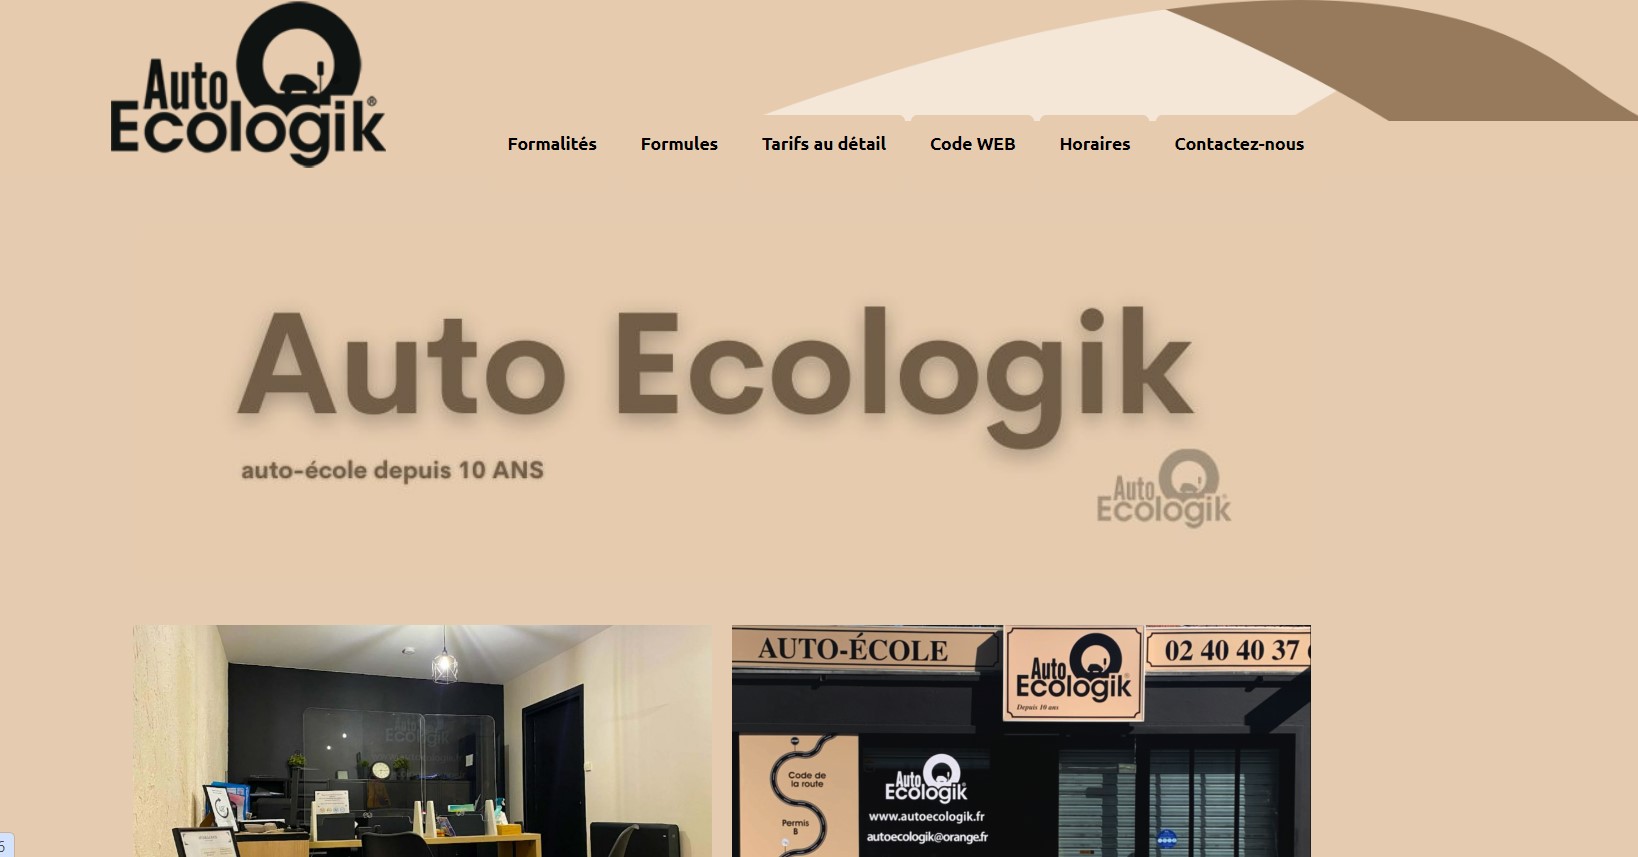 Auto
Ecologik®
Formalités Formules Tarifs au détail Code WEB Horaires Contactez-nous
Auto Ecologik
auto-école depuis 10 ANS
Auto
Ecologik
AUTO-ÉCOLE
Auto
Ecologik
Depuis 10 ans
02 40 40 37
Code de
la route
Permis
B
Auto
Ecologik
www.autoecologik.fr
autoecologik@orange.fr